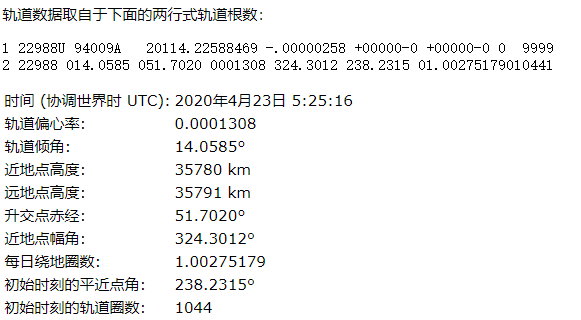 轨道数据取自于下面的两行式轨道根数:
1 22988U 94009A   20114.22588469 -.00000258 +00000-0 +00000-0 0  9999
2 22988 014.0585 051.7020 0001308 324.3012 238.2315 01.00275179010441
时间 (协调世界时 UTC): 2020年4月23日 5:25:16
轨道偏心率: 0.0001308
轨道倾角: 14.0585°
近地点高度: 35780 km
远地点高度: 35791 km
升交点赤经: 51.7020°
近地点幅角: 324.3012°
每日绕地圈数: 1.00275179
初始时刻的平近点角: 238.2315°
初始时刻的轨道圈数: 1044